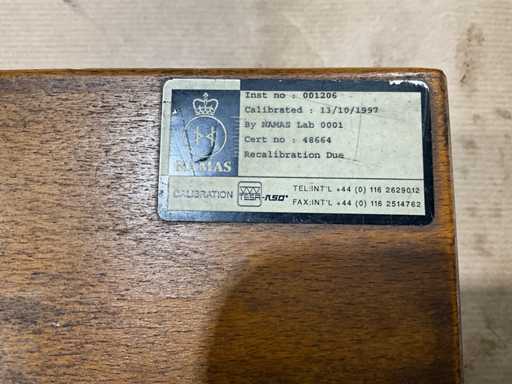 Inst no : 001206
Calibrated : 13/10/1997
By NAMAS Lab 0001
Cert no : 48664
Recalibration Due
NAMAS
CALIBRATION
TESA-RSD
TEL:INT'L +44 (0) 116 2629012
FAX:INT'L +44 (0) 116 2514762